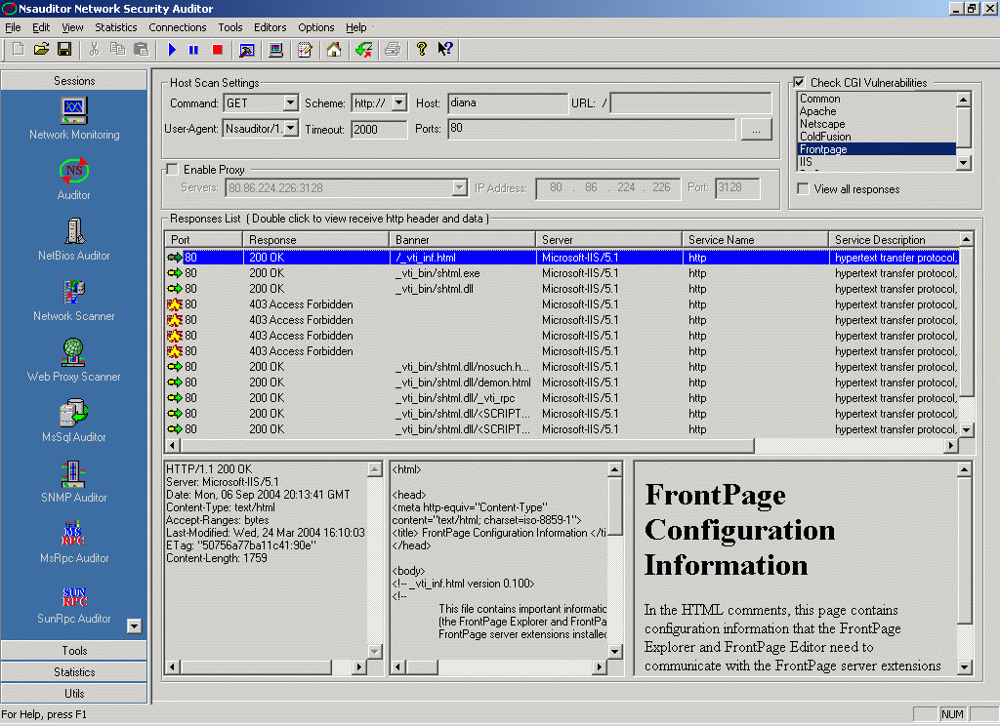 Nsauditor Network Security Auditor
File Edit View Statistics Connections Tools Editors Options Help
Sessions
Network Monitoring
Auditor
NetBios Auditor
Network Scanner
Web Proxy Scanner
MsSql Auditor
SNMP Auditor
MsRpc Auditor
SunRpc Auditor
Tools
Statistics
Utils
Host Scan Settings
Command: GET Scheme: http:// Host: diana URL: /
User-Agent: Nsauditor/1. Timeout: 2000 Ports: 80 ...
Enable Proxy
Servers: 80.86.224.226:3128 IP Address: 80 . 86 . 224 . 226 Port: 3128
Check CGI Vulnerabilities
Common
Apache
Netscape
ColdFusion
Frontpage
IIS
View all responses
Responses List ( Double click to view receive http header and data )
Port Response Banner Server Service Name Service Description
80 200 OK /_vti_inf.html Microsoft-IIS/5.1 http hypertext transfer protocol,
80 200 OK _vti_bin/shtml.exe Microsoft-IIS/5.1 http hypertext transfer protocol,
80 200 OK _vti_bin/shtml.dll Microsoft-IIS/5.1 http hypertext transfer protocol,
80 403 Access Forbidden Microsoft-IIS/5.1 http hypertext transfer protocol,
80 403 Access Forbidden Microsoft-IIS/5.1 http hypertext transfer protocol,
80 403 Access Forbidden Microsoft-IIS/5.1 http hypertext transfer protocol,
80 403 Access Forbidden Microsoft-IIS/5.1 http hypertext transfer protocol,
80 200 OK _vti_bin/shtml.dll/nosuch.h... Microsoft-IIS/5.1 http hypertext transfer protocol,
80 200 OK _vti_bin/shtml.dll/demon.html Microsoft-IIS/5.1 http hypertext transfer protocol,
80 200 OK _vti_bin/shtml.dll/_vti_rpc Microsoft-IIS/5.1 http hypertext transfer protocol,
80 200 OK _vti_bin/shtml.dll/<SCRIPT... Microsoft-IIS/5.1 http hypertext transfer protocol,
80 200 OK _vti_bin/shtml.dll/<SCRIPT... Microsoft-IIS/5.1 http hypertext transfer protocol,
HTTP/1.1 200 OK
Server: Microsoft-IIS/5.1
Date: Mon, 06 Sep 2004 20:13:41 GMT
Content-Type: text/html
Accept-Ranges: bytes
Last-Modified: Wed, 24 Mar 2004 16:10:03
ETag: "50756a77ba11c41:90e"
Content-Length: 1759
<html>
<head>
<meta http-equiv="Content-Type"
content="text/html; charset=iso-8859-1">
<title> FrontPage Configuration Information </ti
</head>
<body>
<!-- _vti_inf.html version 0.100>
<!--
This file contains important informatio
(the FrontPage Explorer and FrontPa
FrontPage server extensions installed
FrontPage
Configuration
Information
In the HTML comments, this page contains
configuration information that the FrontPage
Explorer and FrontPage Editor need to
communicate with the FrontPage server extensions
For Help, press F1
NUM